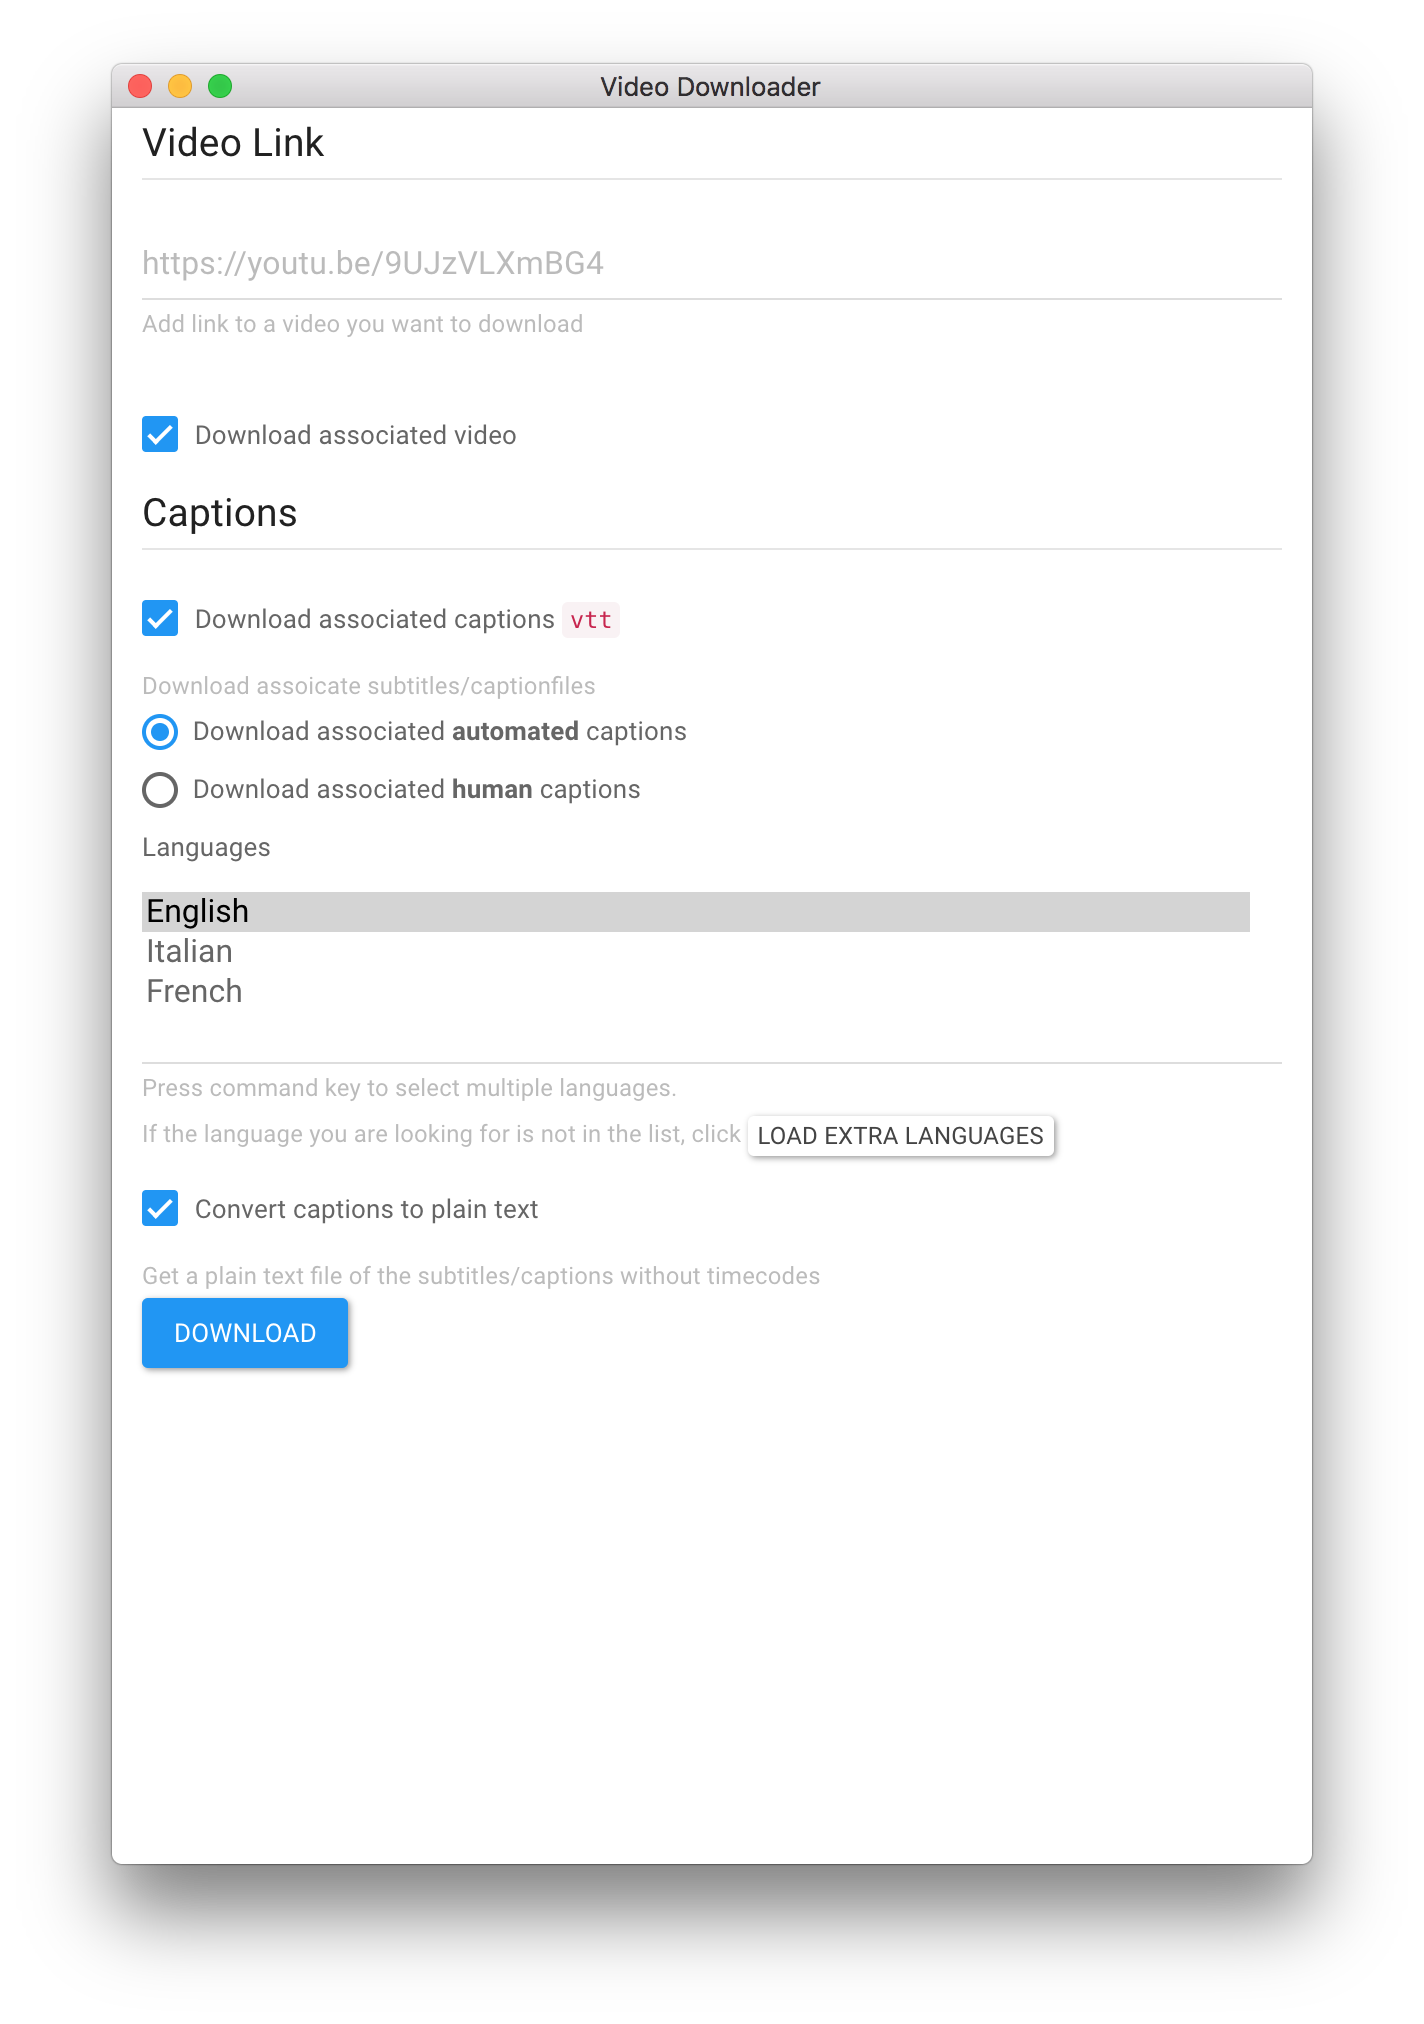 Video Downloader
Video Link
https://youtu.be/9UJzVLXmBG4
Add link to a video you want to download
Download associated video
Captions
Download associated captions vtt
Download assoicate subtitles/captionfiles
Download associated automated captions
Download associated human captions
Languages
English
Italian
French
Press command key to select multiple languages.
If the language you are looking for is not in the list, click LOAD EXTRA LANGUAGES
Convert captions to plain text
Get a plain text file of the subtitles/captions without timecodes
DOWNLOAD